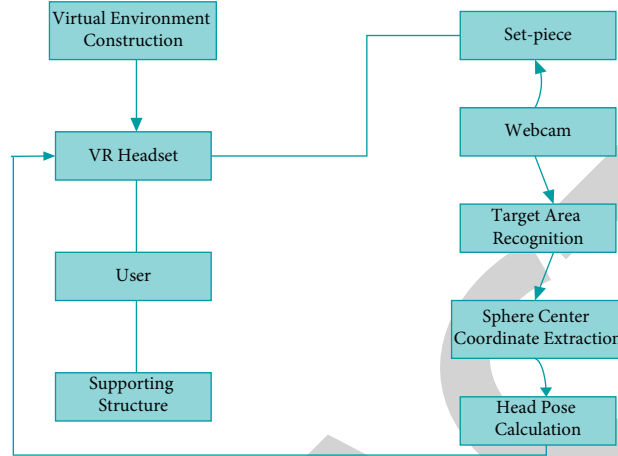 Virtual Environment
Construction
VR Headset
User
Supporting
Structure
Set-piece
Webcam
Target Area
Recognition
Sphere Center
Coordinate Extraction
Head Pose
Calculation